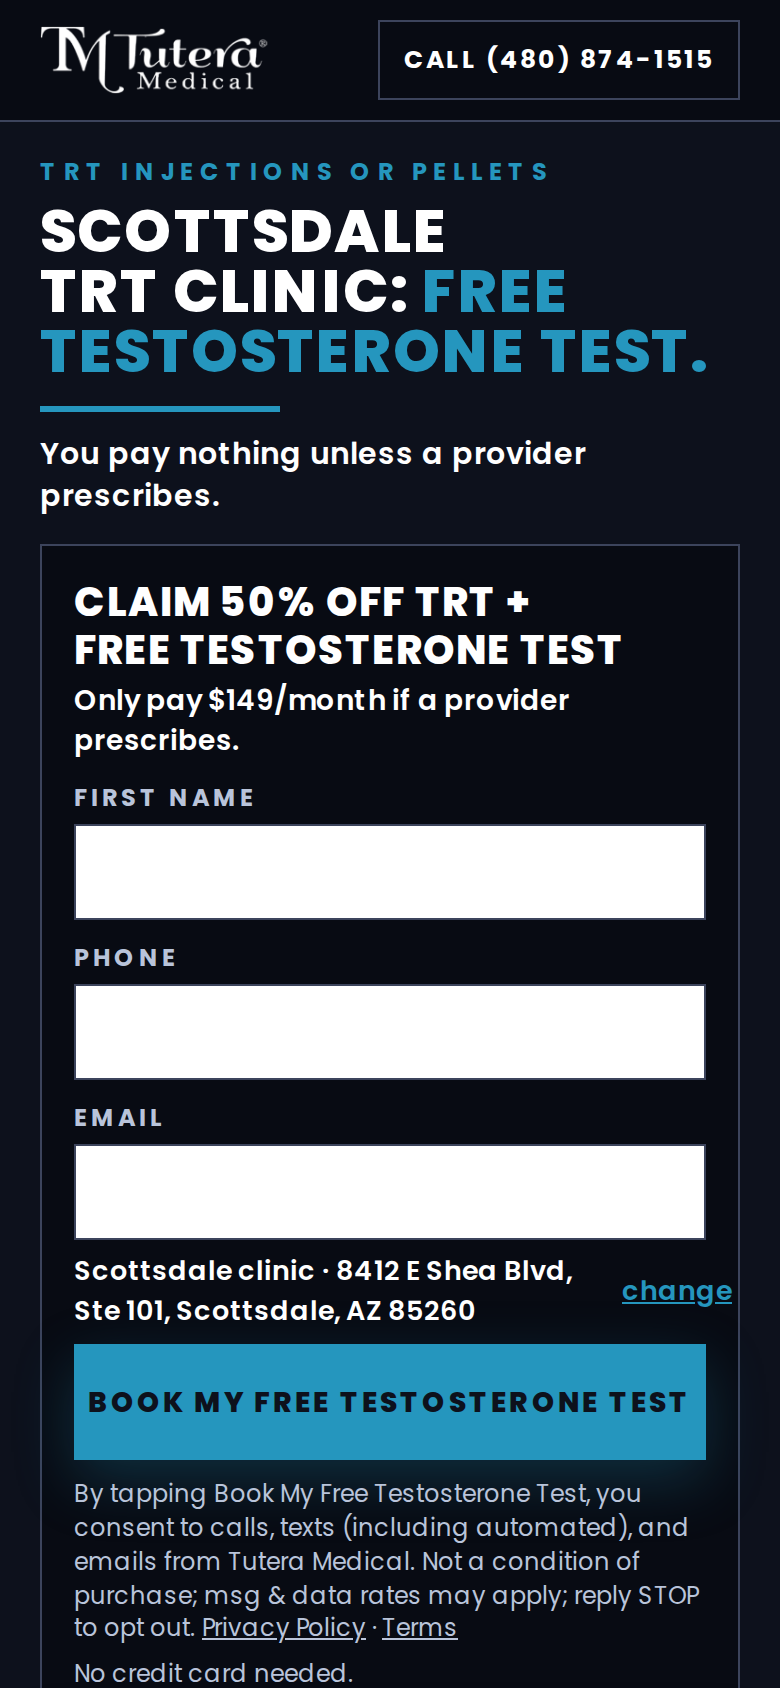 TM Tutera®
Medical
CALL (480) 874-1515
TRT INJECTIONS OR PELLETS
SCOTTSDALE
TRT CLINIC: FREE
TESTOSTERONE TEST.
You pay nothing unless a provider
prescribes.
CLAIM 50% OFF TRT +
FREE TESTOSTERONE TEST
Only pay $149/month if a provider
prescribes.
FIRST NAME
PHONE
EMAIL
Scottsdale clinic · 8412 E Shea Blvd,
Ste 101, Scottsdale, AZ 85260
change
BOOK MY FREE TESTOSTERONE TEST
By tapping Book My Free Testosterone Test, you
consent to calls, texts (including automated), and
emails from Tutera Medical. Not a condition of
purchase; msg & data rates may apply; reply STOP
to opt out. Privacy Policy · Terms
No credit card needed.